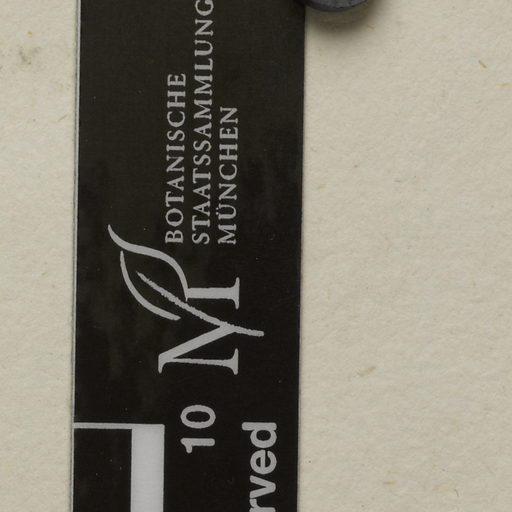 BOTANISCHE
STAATSSAMMLUNG
MÜNCHEN
10
rved